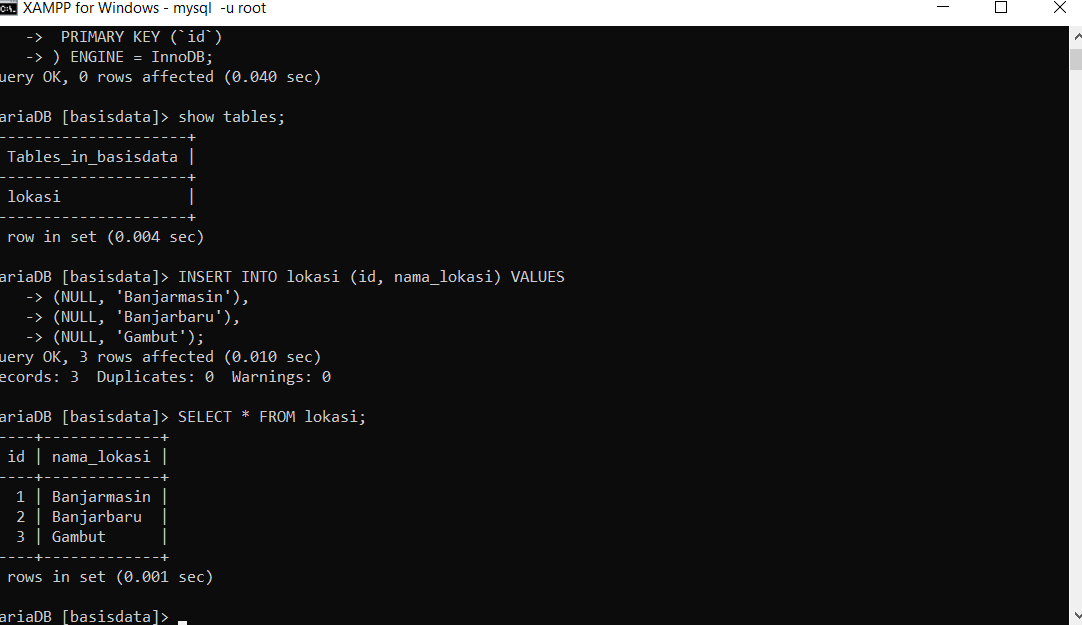 XAMPP for Windows - mysql  -u root
    ->  PRIMARY KEY (`id`)
    -> ) ENGINE = InnoDB;
uery OK, 0 rows affected (0.040 sec)
ariaDB [basisdata]> show tables;
---------------------+
 Tables_in_basisdata |
---------------------+
 lokasi              |
---------------------+
 row in set (0.004 sec)
ariaDB [basisdata]> INSERT INTO lokasi (id, nama_lokasi) VALUES
    -> (NULL, 'Banjarmasin'),
    -> (NULL, 'Banjarbaru'),
    -> (NULL, 'Gambut');
uery OK, 3 rows affected (0.010 sec)
ecords: 3  Duplicates: 0  Warnings: 0
ariaDB [basisdata]> SELECT * FROM lokasi;
----+-------------+
 id | nama_lokasi |
----+-------------+
  1 | Banjarmasin |
  2 | Banjarbaru  |
  3 | Gambut      |
----+-------------+
 rows in set (0.001 sec)
ariaDB [basisdata]>